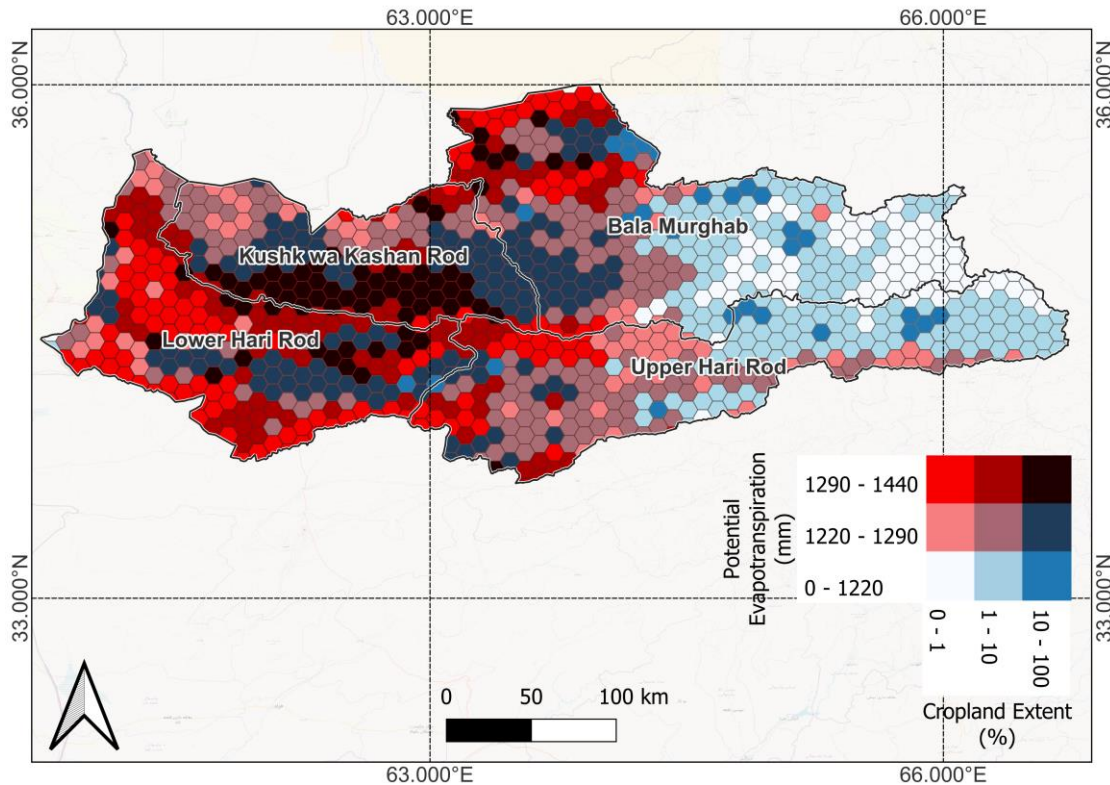 63.000°E
66.000°E
36.000°N
36.000°N
Bala Murghab
Kushk wa Kashan Rod
Lower Hari Rod
Upper Hari Rod
Potential
Evapotranspiration
(mm)
1290 - 1440
1220 - 1290
0 - 1220
0 - 1
1 - 10
10 - 100
Cropland Extent
(%)
33.000°N
33.000°N
0
50
100 km
63.000°E
66.000°E